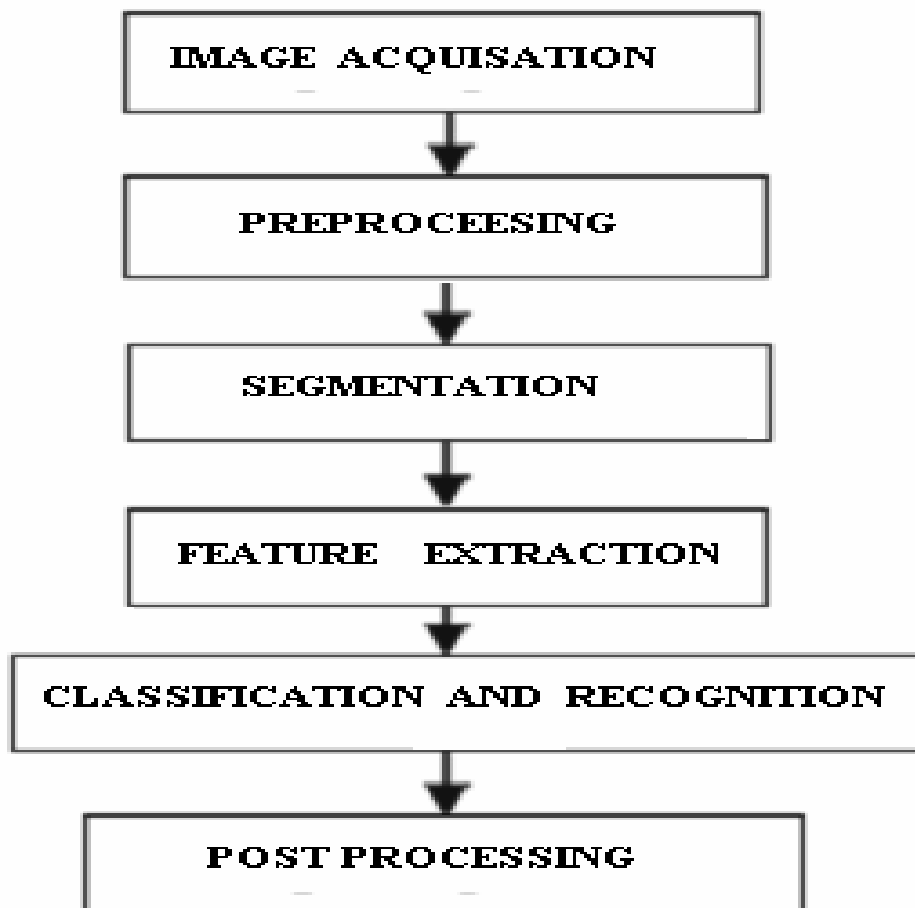 IMAGE ACQUISATION
PREPROCEESING
SEGMENTATION
FEATURE EXTRACTION
CLASSIFICATION AND RECOGNITION
POST PROCESSING